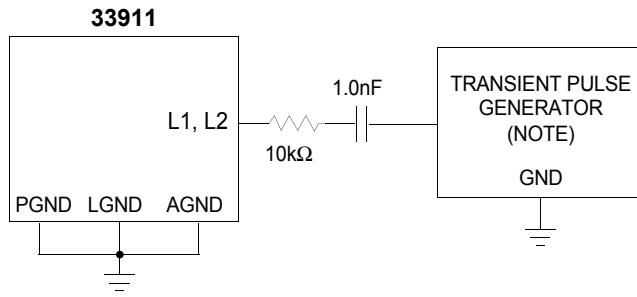 33911
L1, L2
10kΩ
1.0nF
TRANSIENT PULSE
GENERATOR
(NOTE)
GND
PGND LGND AGND